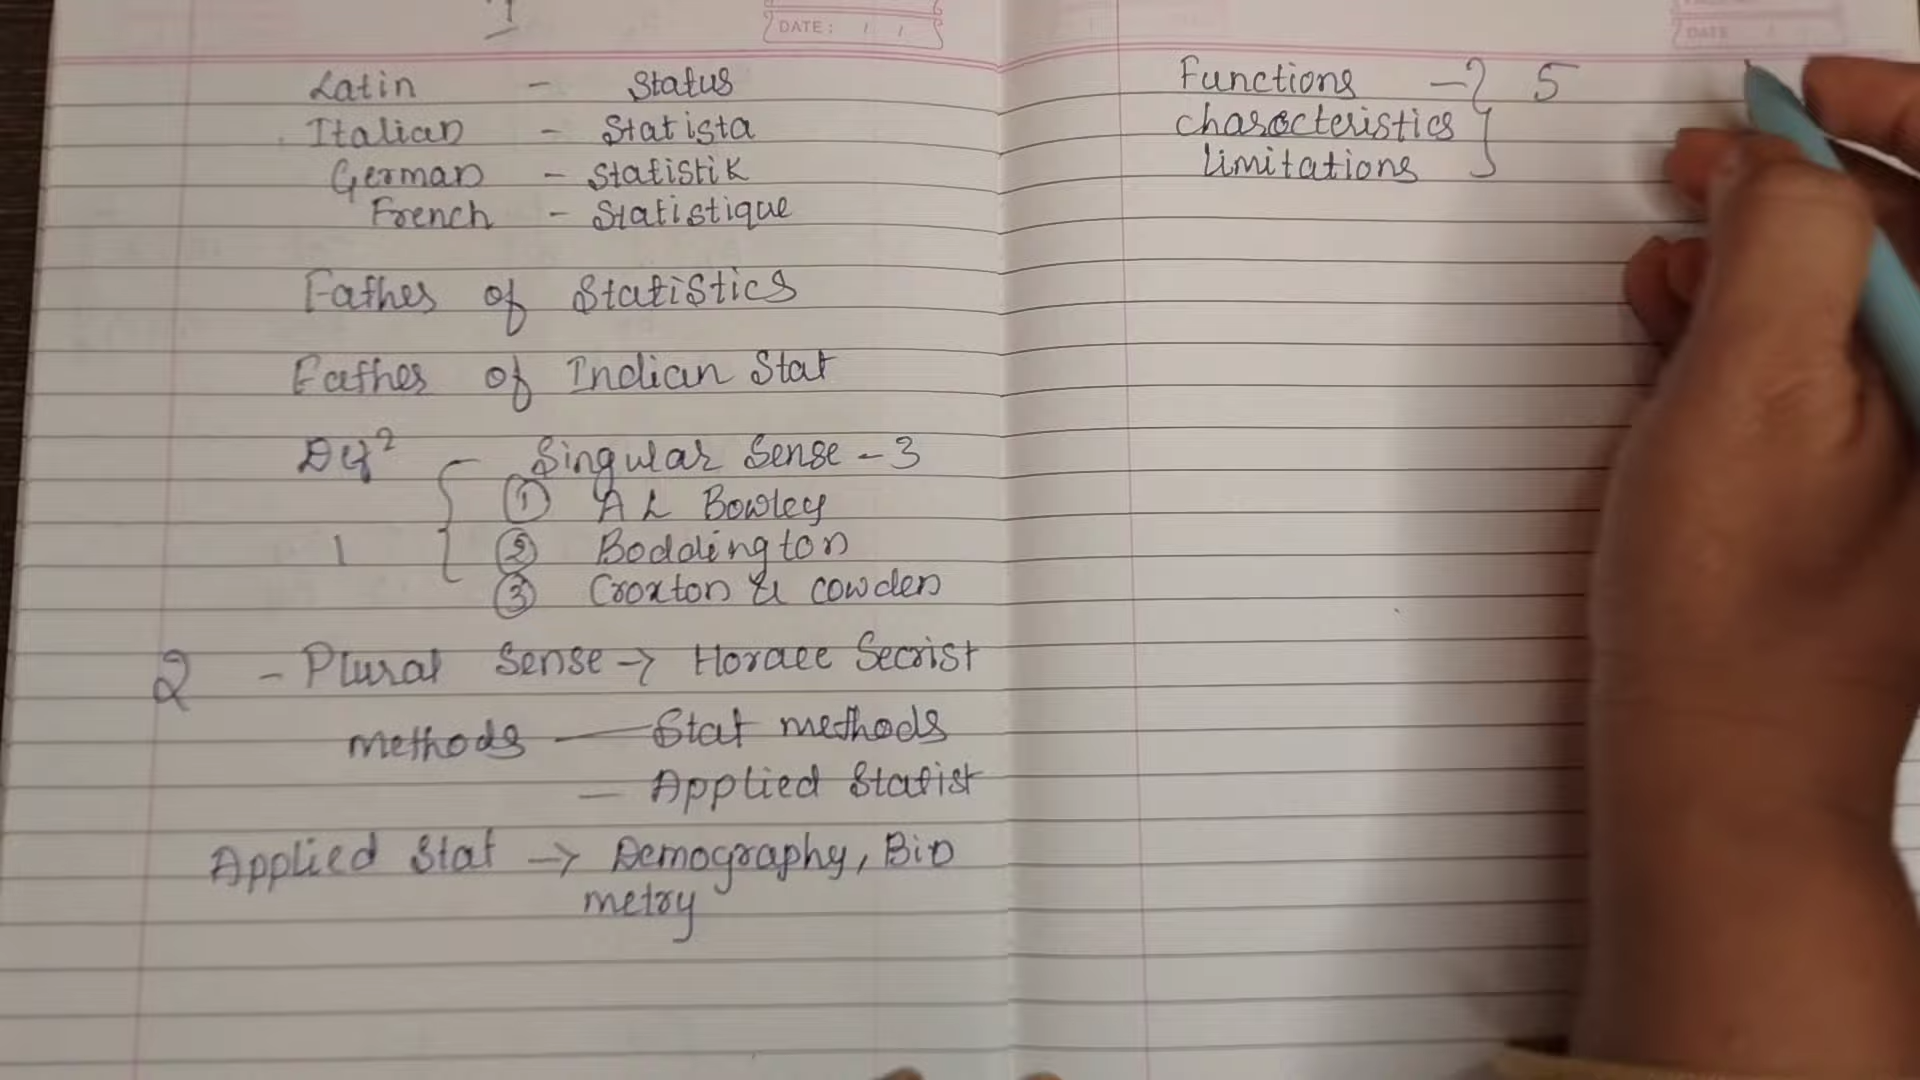 DATE: / /
Latin - Status
Italian - Statista
German - Statistik
French - Statistique
Father of Statistics
Father of Indian Stat
Singular Sense - 3
① A L Bowley
1 ② Boddington
③ Croxton & cowden
2 - Plural Sense → Horace Secrist
methods — Stat methods
— Applied Statist
Applied Stat → Demography, Bio
metry
DATE
Functions - } 5
characteristics
limitations